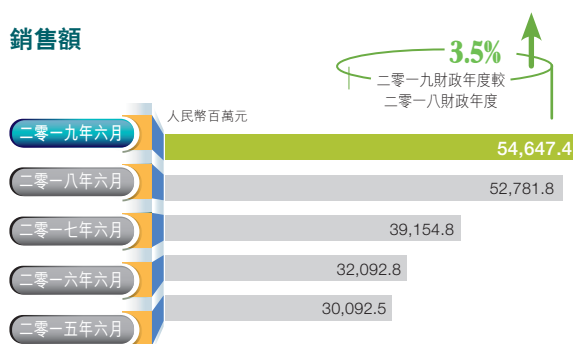 銷售額
3.5%
二零一九財政年度較
二零一八財政年度
人民幣百萬元
二零一九年六月
54,647.4
二零一八年六月
52,781.8
二零一七年六月
39,154.8
二零一六年六月
32,092.8
二零一五年六月
30,092.5